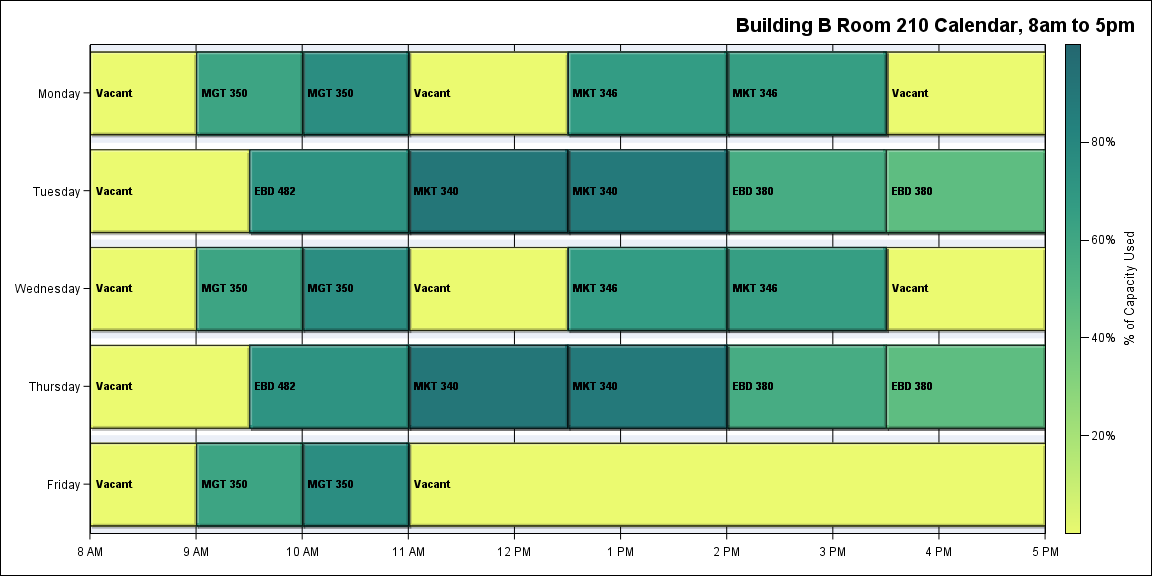 Building B Room 210 Calendar, 8am to 5pm
Monday
Vacant
MGT 350
MGT 350
Vacant
MKT 346
MKT 346
Vacant
Tuesday
Vacant
EBD 482
MKT 340
MKT 340
EBD 380
EBD 380
Wednesday
Vacant
MGT 350
MGT 350
Vacant
MKT 346
MKT 346
Vacant
Thursday
Vacant
EBD 482
MKT 340
MKT 340
EBD 380
EBD 380
Friday
Vacant
MGT 350
MGT 350
Vacant
8 AM
9 AM
10 AM
11 AM
12 PM
1 PM
2 PM
3 PM
4 PM
5 PM
80%
60%
40%
20%
% of Capacity Used